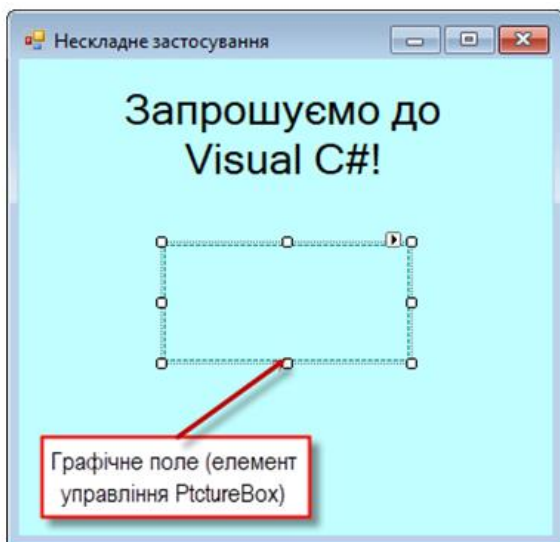 Нескладне застосування
Запрошуємо до
Visual C#!
Графічне поле (елемент
управління PtctureBox)